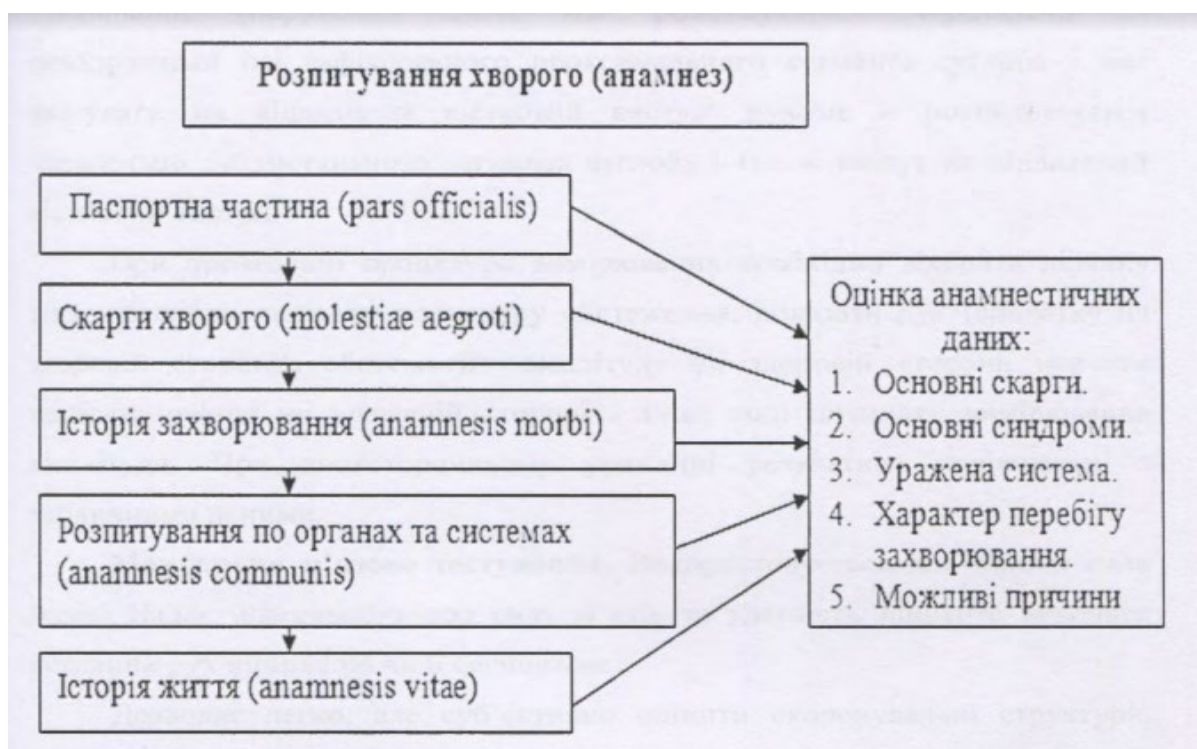 Розпитування хворого (анамнез)
Паспортна частина (pars officialis)
Скарги хворого (molestiae aegroti)
Історія захворювання (anamnesis morbi)
Розпитування по органах та системах
(anamnesis communis)
Історія життя (anamnesis vitae)
Оцінка анамнестичних
даних:
1. Основні скарги.
2. Основні синдроми.
3. Уражена система.
4. Характер перебігу
захворювання
5. Можливі причини